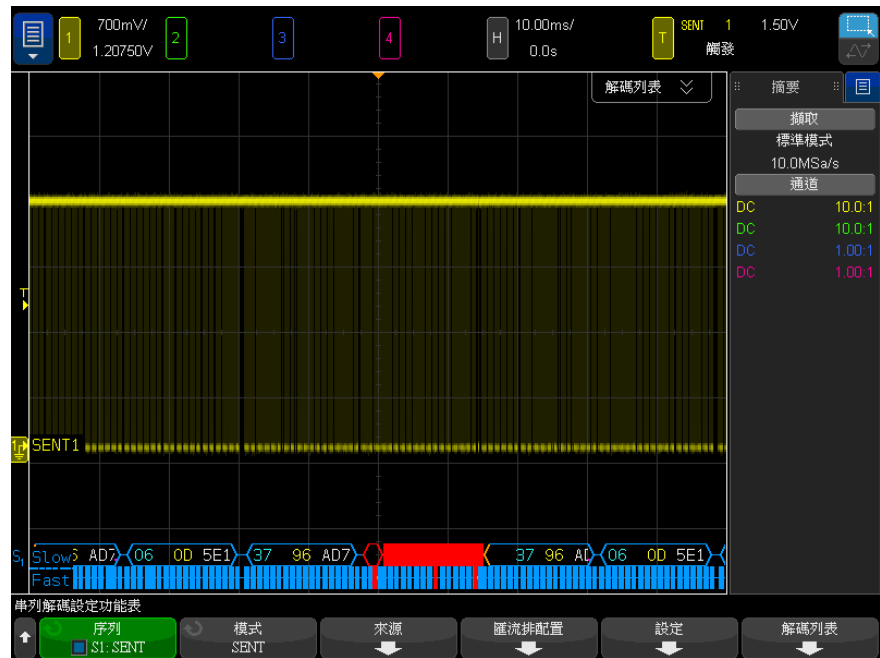 1 700mV/ 2 3 4 H 10.00ms/ T SENT 1 1.50V
1.20750V 0.0s 觸發
解碼列表
摘要
擷取
標準模式
10.0MSa/s
通道
DC 10.0:1
DC 10.0:1
DC 1.00:1
DC 1.00:1
T
SENT1
S1 Slow AD7 06 0D 5E1 37 96 AD7 37 96 AD 06 0D 5E1
Fast
串列解碼設定功能表
序列 模式 來源 匯流排配置 設定 解碼列表
S1: SENT SENT